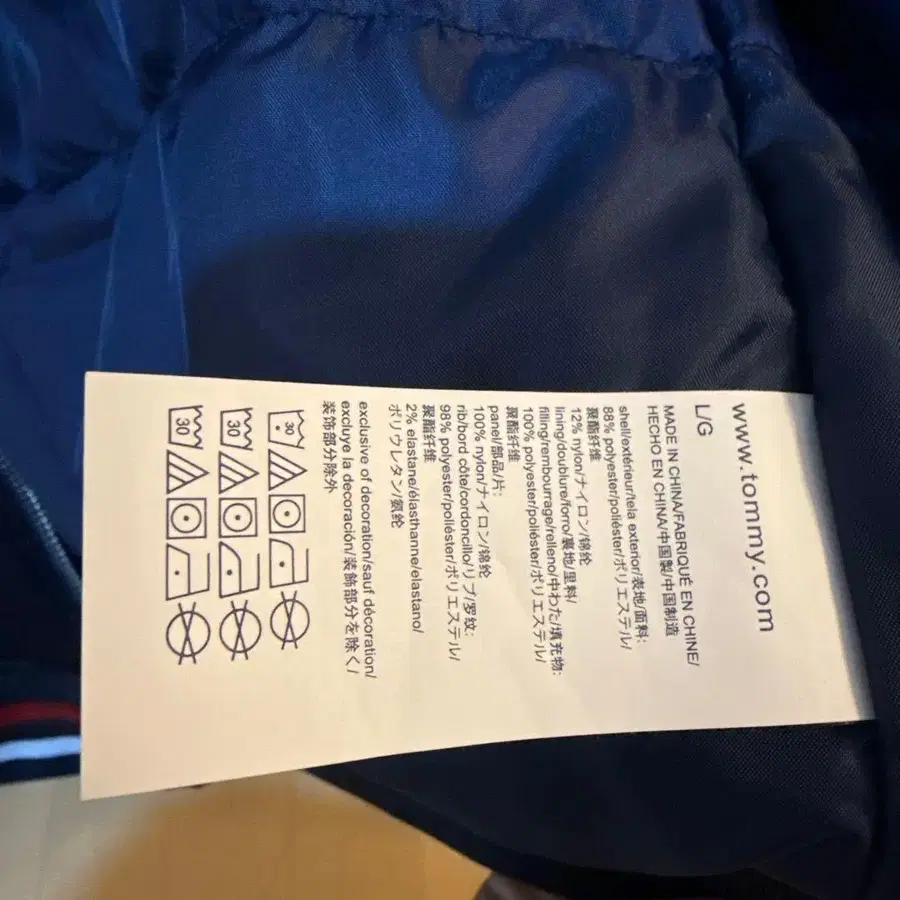 www.tommy.com
L/G
MADE IN CHINA/FABRIQUÉ EN CHINE/
HECHO EN CHINA/中国製/中国制造
shell/extérieur/tela exterior/表地/面料:
88% polyester/poliéster/ポリエステル/
聚酯纤维
12% nylon/ナイロン/锦纶
lining/doublure/forro/裏地/里料/
filling/rembourrage/relleno/中わた/填充物:
100% polyester/poliéster/ポリエステル/
聚酯纤维
panel/部品/片:
100% nylon/ナイロン/锦纶
rib/bord côte/cordoncillo/リブ/罗纹:
98% polyester/poliéster/ポリエステル/
聚酯纤维
2% elastane/élasthanne/elastano/
ポリウレタン/氨纶
exclusive of decoration/sauf décoration/
excluye la decoración/装飾部分を除く/
装饰部分除外
30
30
30